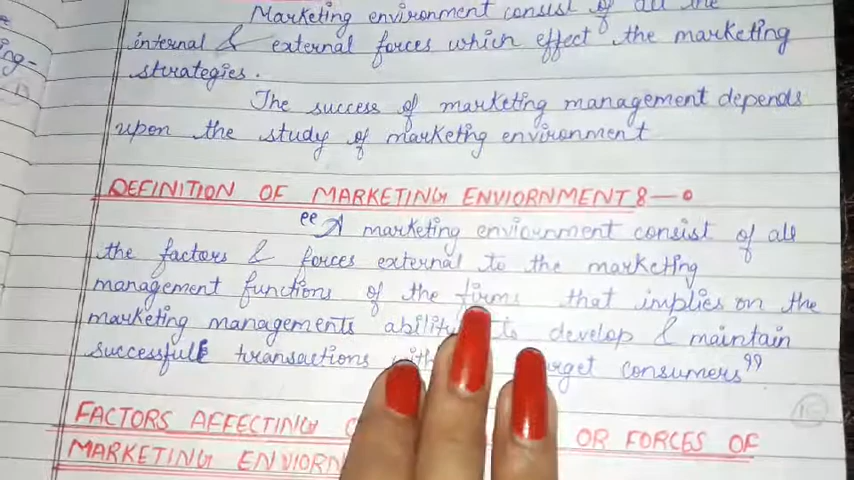 Marketing environment consist of all the
internal & external forces which effect the marketing
strategies.
The success of marketing management depends
upon the study of marketing environment
DEFINITION OF MARKETING ENVIORNMENT :-
"A marketing enviornment consist of all
the factors & forces external to the marketing
management functions of the firms that implies on the
marketing managements ability to develop & maintain
successfull transactions target consumers"
FACTORS AFFECTING OR FORCES OF
MARKETING